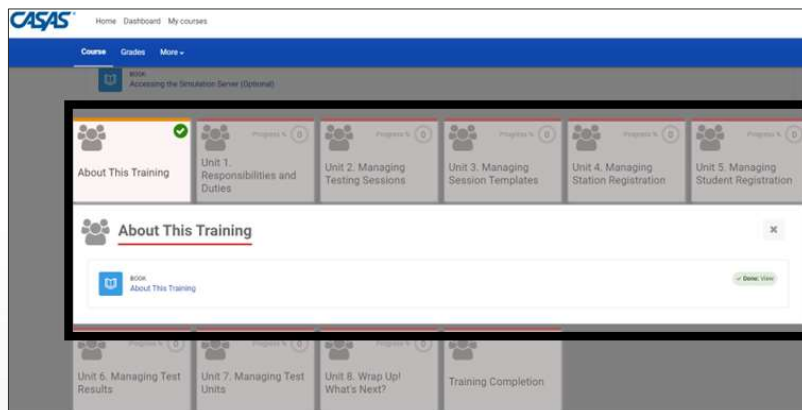 CASAS
Home Dashboard My courses
Course Grades More
BOOK
Accessing the Simulation Server (Optional)
About This Training
Progress % 0
Unit 1.
Responsibilities and
Duties
Progress % 0
Unit 2. Managing
Testing Sessions
Progress % 0
Unit 3. Managing
Session Templates
Progress % 0
Unit 4. Managing
Station Registration
Progress % 0
Unit 5. Managing
Student Registration
About This Training
BOOK
About This Training
Done: View
Progress % 0
Unit 6. Managing Test
Results
Progress % 0
Unit 7. Managing Test
Units
Progress % 0
Unit 8. Wrap Up!
What's Next?
Training Completion